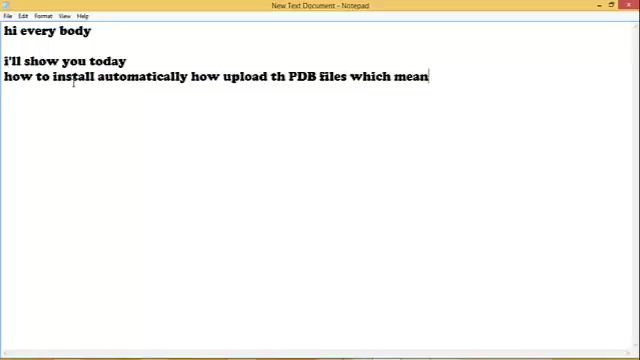 New Text Document - Notepad
File Edit Format View Help
hi every body
i'll show you today
how to install automatically how upload th PDB files which mean